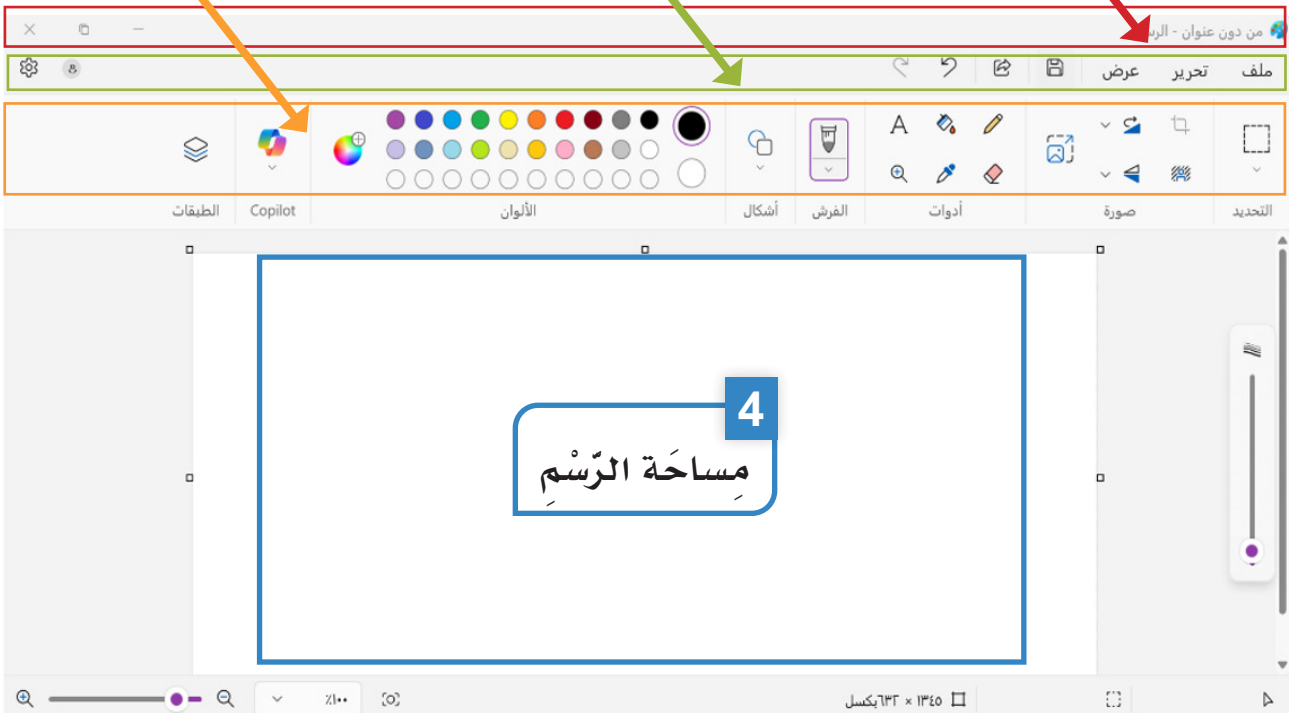 من دون عنوان - الرس
ملف تحرير عرض
A
التحديد صورة أدوات الفرش أشكال الألوان Copilot الطبقات
4
مِساحَة الرّسْمِ
١٣٤٥ × ٦٣٢بكسل ١٠٠٪